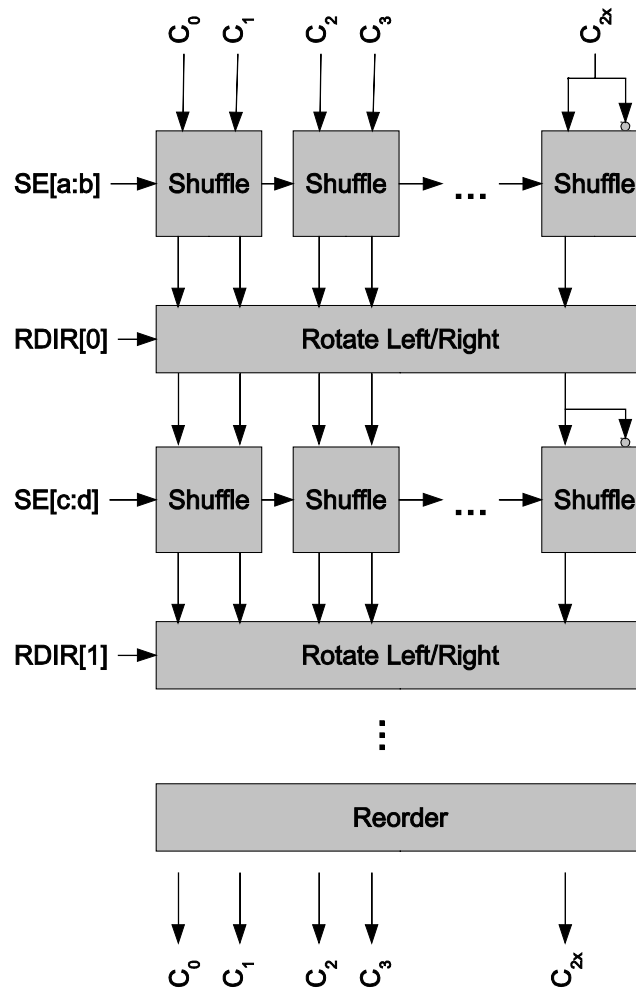 C₀ C₁ C₂ C₃ C₂ₓ
SE[a:b] Shuffle Shuffle ... Shuffle
RDIR[0] Rotate Left/Right
SE[c:d] Shuffle Shuffle ... Shuffle
RDIR[1] Rotate Left/Right
...
Reorder
C₀ C₁ C₂ C₃ C₂ₓ